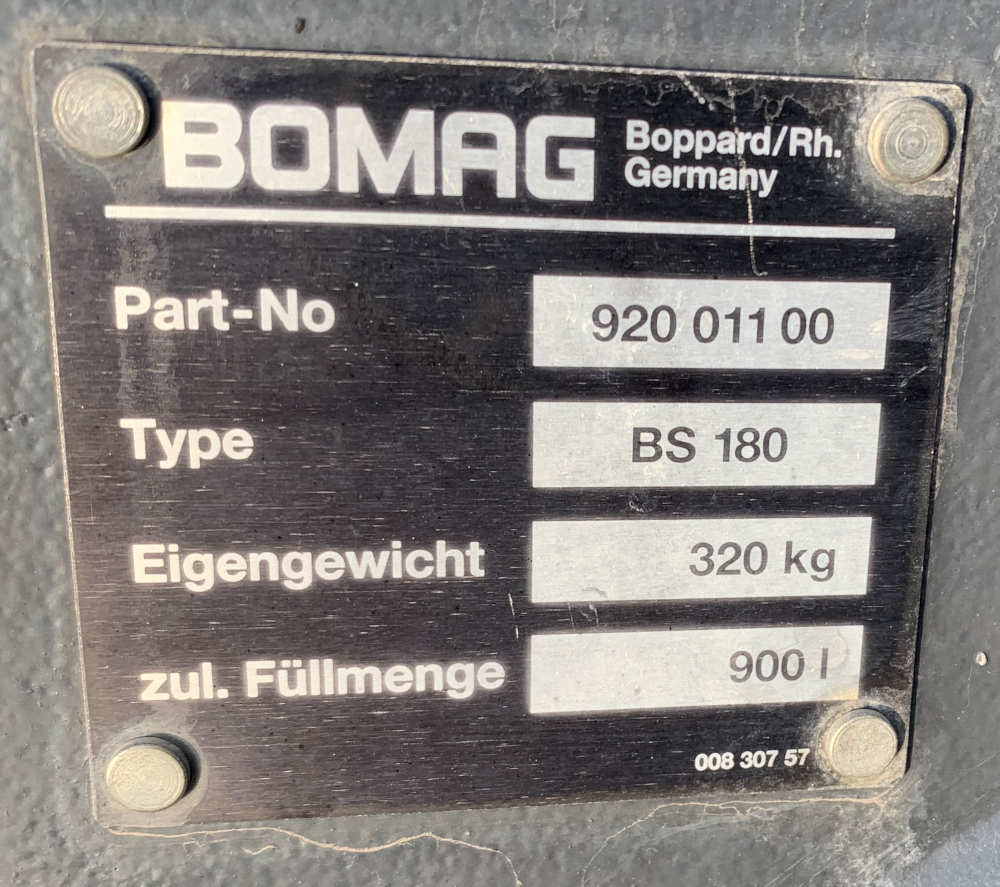 BOMAG
Boppard/Rh.
Germany
Part-No 920 011 00
Type BS 180
Eigengewicht 320 kg
zul. Füllmenge 900 l
008 307 57